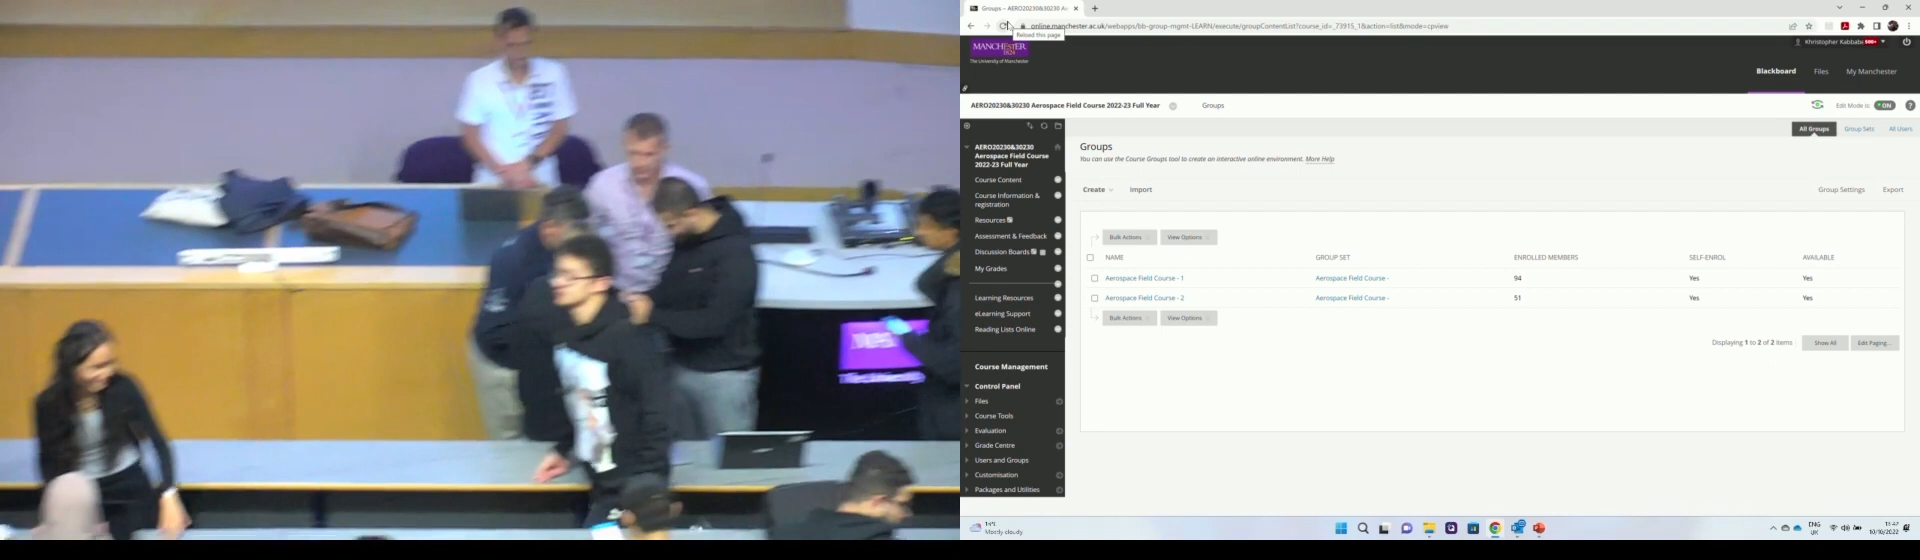 Groups – AERO20230&30230 Ae
online.manchester.ac.uk/webapps/bb-group-mgmt-LEARN/execute/groupContentList?course_id=_73915_1&action=list&mode=cpview
Reload this page
MANCHESTER
1824
The University of Manchester
Khristopher Kabbabe
Blackboard
Files
My Manchester
AERO20230&30230 Aerospace Field Course 2022-23 Full Year
Groups
Edit Mode is:
ON
?
All Groups
Group Sets
All Users
AERO20230&30230
Aerospace Field Course
2022-23 Full Year
Course Content
Course Information &
registration
Resources
Assessment & Feedback
Discussion Boards
My Grades
Learning Resources
eLearning Support
Reading Lists Online
Course Management
Control Panel
Files
Course Tools
Evaluation
Grade Centre
Users and Groups
Customisation
Packages and Utilities
Groups
You can use the Course Groups tool to create an interactive online environment. More Help
Create
Import
Group Settings
Export
Bulk Actions
View Options
NAME
GROUP SET
ENROLLED MEMBERS
SELF-ENROL
AVAILABLE
Aerospace Field Course - 1
Aerospace Field Course -
94
Yes
Yes
Aerospace Field Course - 2
Aerospace Field Course -
51
Yes
Yes
Bulk Actions
View Options
Displaying 1 to 2 of 2 items
Show All
Edit Paging...
Mostly cloudy
ENG
UK
10/10/2022